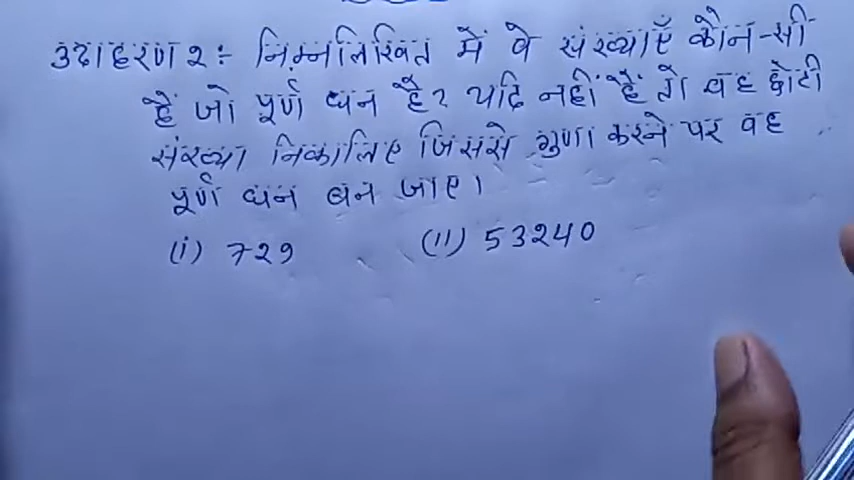 उदाहरण 2:- निम्नलिखित में वे संख्याएँ कौन-सी
हैं जो पूर्ण घन है? यदि नहीं हैं तो वह छोटी
संख्या निकालिए जिससे गुणा करने पर वह
पूर्ण घन बन जाए।
(i) 729 (ii) 53240